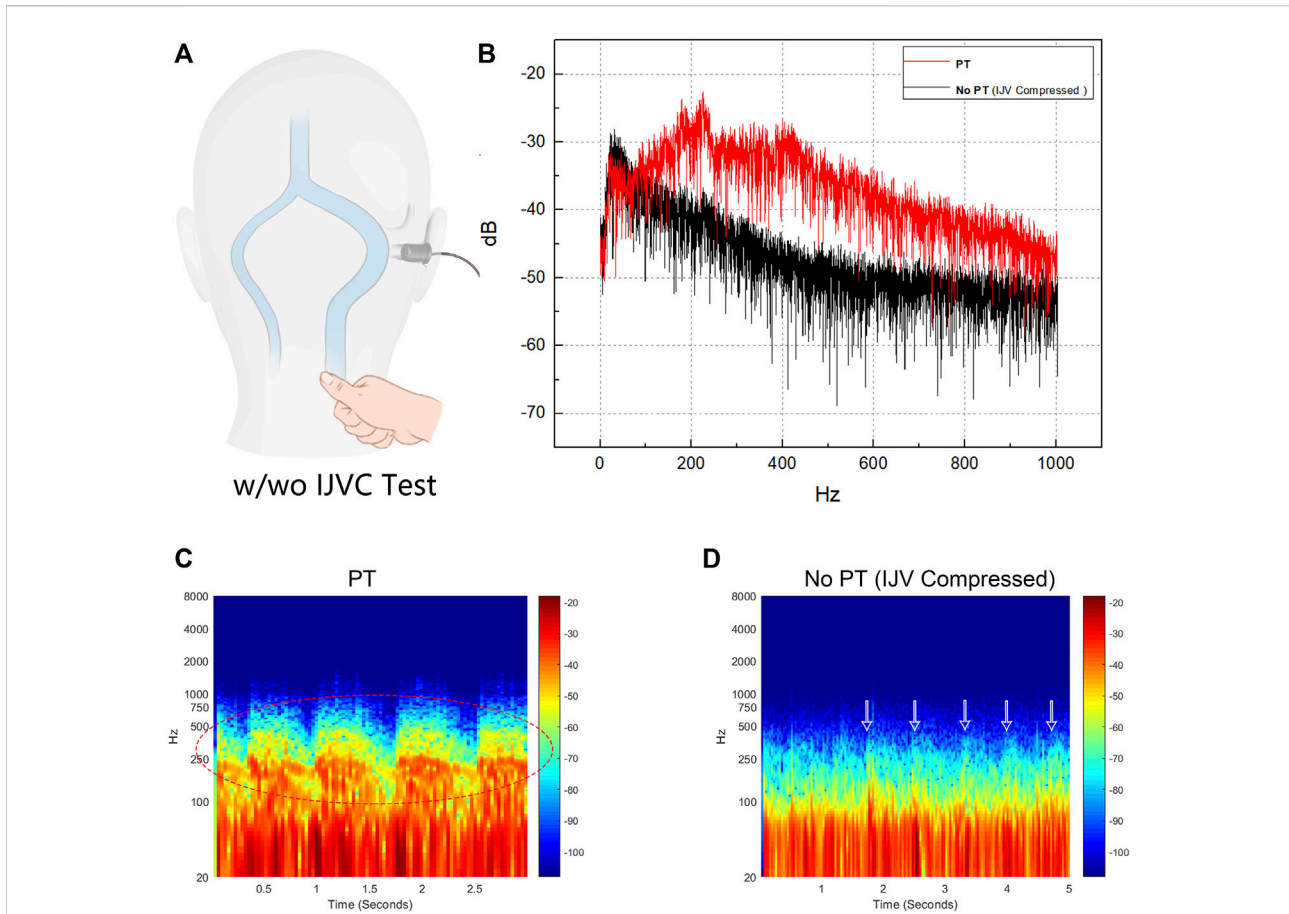 A
w/wo IJVC Test
B
PT
No PT (IJV Compressed )
-20
-30
-40
-50
-60
-70
dB
0 200 400 600 800 1000
Hz
C
PT
8000
4000
2000
1000
750
500
250
100
20
Hz
0.5 1 1.5 2 2.5
Time (Seconds)
-20
-30
-40
-50
-60
-70
-80
-90
-100
D
No PT (IJV Compressed)
8000
4000
2000
1000
750
500
250
100
20
Hz
1 2 3 4 5
Time (Seconds)
-20
-30
-40
-50
-60
-70
-80
-90
-100